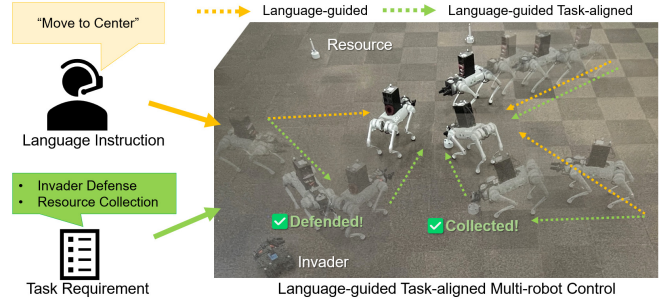 Language-guided
Language-guided Task-aligned
“Move to Center”
Language Instruction
• Invader Defense
• Resource Collection
Task Requirement
Resource
Defended!
Collected!
Invader
Language-guided Task-aligned Multi-robot Control